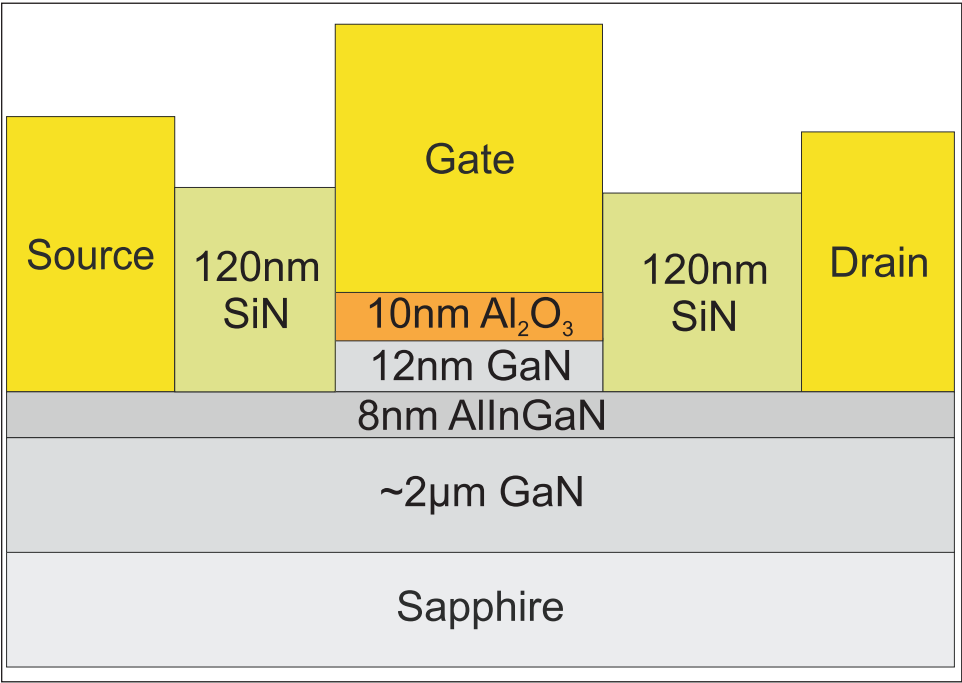 Gate
Source
120nm
SiN
120nm
SiN
Drain
10nm Al₂O₃
12nm GaN
8nm AlInGaN
~2µm GaN
Sapphire